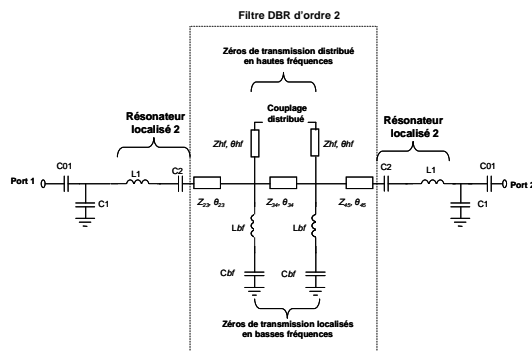 Filtre DBR d'ordre 2
Zéros de transmission distribué
en hautes fréquences
Couplage
distribué
Résonateur
localisé 2
Résonateur
localisé 2
Zhf, θhf
Zhf, θhf
C01
L1
C2
C2
L1
C01
Port 1
Port 2
C1
Z23, θ23
Z34, θ34
Z45, θ45
C1
Lbf
Lbf
Cbf
Cbf
Zéros de transmission localisés
en basses fréquences